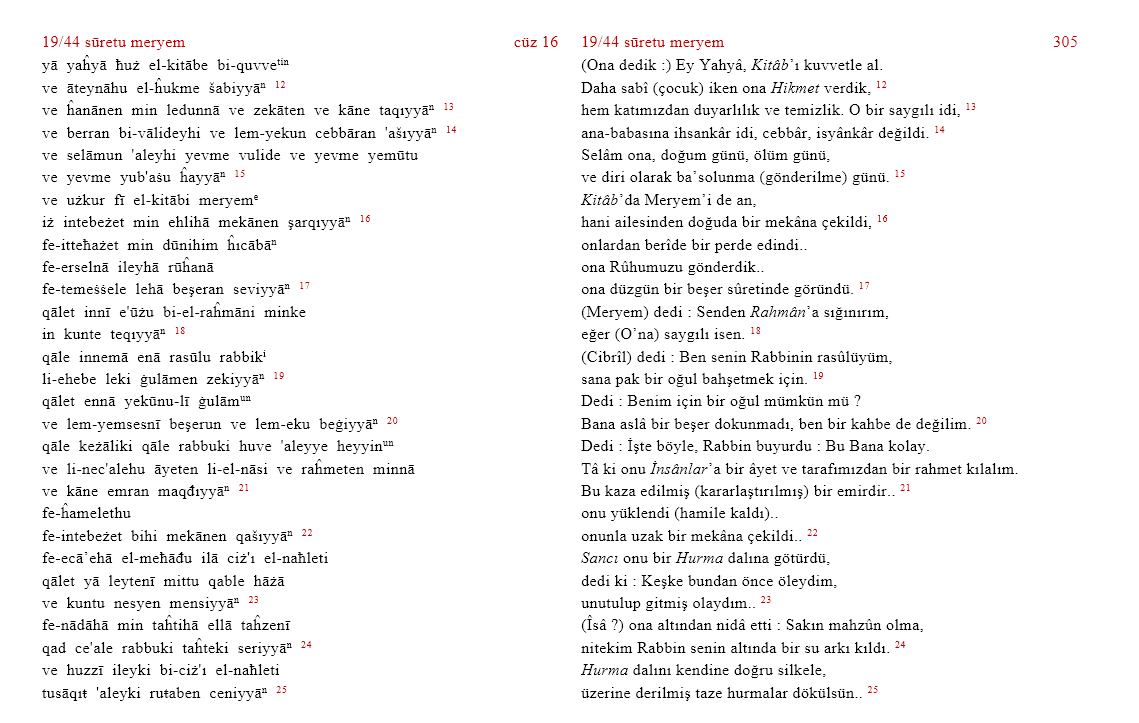 19/44 sūretu meryem cüz 16
yā yaĥyā ħuż el-kitābe bi-quvveᵗⁱⁿ
ve āteynāhu el-ĥukme šabiyyāⁿ 12
ve ĥanānen min ledunnā ve zekāten ve kāne taqıyyāⁿ 13
ve berran bi-vālideyhi ve lem-yekun cebbāran 'ašıyyāⁿ 14
ve selāmun 'aleyhi yevme vulide ve yevme yemūtu
ve yevme yub'aśu ĥayyāⁿ 15
ve użkur fī el-kitābi meryemᵉ
iż intebeżet min ehlihā mekānen şarqıyyāⁿ 16
fe-itteħażet min dūnihim ĥıcābāⁿ
fe-erselnā ileyhā rūĥanā
fe-temeśśele lehā beşeran seviyyāⁿ 17
qālet innī e'ūżu bi-el-raĥmāni minke
in kunte teqıyyāⁿ 18
qāle innemā enā rasūlu rabbikⁱ
li-ehebe leki ġulāmen zekiyyāⁿ 19
qālet ennā yekūnu-lī ġulāmᵘⁿ
ve lem-yemsesnī beşerun ve lem-eku beġiyyāⁿ 20
qāle keżāliki qāle rabbuki huve 'aleyye heyyinᵘⁿ
ve li-nec'alehu āyeten li-el-nāsi ve raĥmeten minnā
ve kāne emran maqđıyyāⁿ 21
fe-ĥamelethu
fe-intebeżet bihi mekānen qašıyyāⁿ 22
fe-ecā’ehā el-meħāđu ilā ciż'ı el-naħleti
qālet yā leytenī mittu qable hāżā
ve kuntu nesyen mensiyyāⁿ 23
fe-nādāhā min taĥtihā ellā taĥzenī
qad ce'ale rabbuki taĥteki seriyyāⁿ 24
ve huzzī ileyki bi-ciż'ı el-naħleti
tusāqıŧ 'aleyki ruŧaben ceniyyāⁿ 25
19/44 sūretu meryem 305
(Ona dedik :) Ey Yahyâ, Kitâb’ı kuvvetle al.
Daha sabî (çocuk) iken ona Hikmet verdik, 12
hem katımızdan duyarlılık ve temizlik. O bir saygılı idi, 13
ana-babasına ihsankâr idi, cebbâr, isyânkâr değildi. 14
Selâm ona, doğum günü, ölüm günü,
ve diri olarak ba’solunma (gönderilme) günü. 15
Kitâb’da Meryem’i de an,
hani ailesinden doğuda bir mekâna çekildi, 16
onlardan berîde bir perde edindi..
ona Rûhumuzu gönderdik..
ona düzgün bir beşer sûretinde göründü. 17
(Meryem) dedi : Senden Rahmân’a sığınırım,
eğer (O’na) saygılı isen. 18
(Cibrîl) dedi : Ben senin Rabbinin rasûlüyüm,
sana pak bir oğul bahşetmek için. 19
Dedi : Benim için bir oğul mümkün mü ?
Bana aslâ bir beşer dokunmadı, ben bir kahbe de değilim. 20
Dedi : İşte böyle, Rabbin buyurdu : Bu Bana kolay.
Tâ ki onu İnsânlar’a bir âyet ve tarafımızdan bir rahmet kılalım.
Bu kaza edilmiş (kararlaştırılmış) bir emirdir.. 21
onu yüklendi (hamile kaldı)..
onunla uzak bir mekâna çekildi.. 22
Sancı onu bir Hurma dalına götürdü,
dedi ki : Keşke bundan önce öleydim,
unutulup gitmiş olaydım.. 23
(Îsâ ?) ona altından nidâ etti : Sakın mahzûn olma,
nitekim Rabbin senin altında bir su arkı kıldı. 24
Hurma dalını kendine doğru silkele,
üzerine derilmiş taze hurmalar dökülsün.. 25